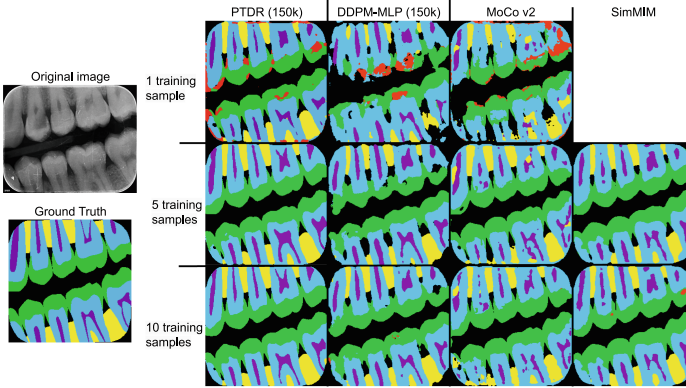 PTDR (150k)
DDPM-MLP (150k)
MoCo v2
SimMIM
Original image
1 training
sample
Ground Truth
5 training
samples
10 training
samples